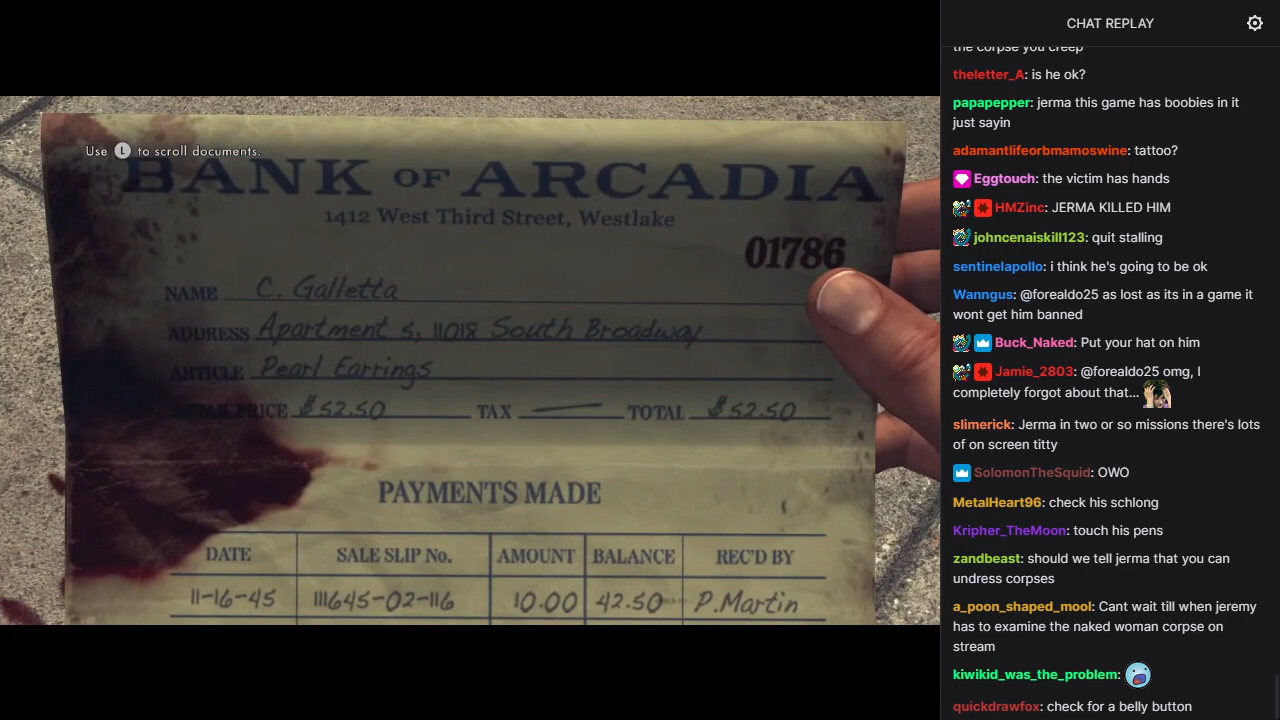 Use L to scroll documents.
BANK OF ARCADIA
1412 West Third Street, Westlake
01786
NAME C. Galletta
ADDRESS Apartment 5, 11018 South Broadway
ARTICLE Pearl Earrings
RETAIL PRICE $52.50 TAX — TOTAL $52.50
PAYMENTS MADE
DATE SALE SLIP No. AMOUNT BALANCE REC'D BY
11-16-45 111645-02-116 10.00 42.50 P. Martin
CHAT REPLAY
the corpse you creep
theletter_A: is he ok?
papapepper: jerma this game has boobies in it
just sayin
adamantlifeorbmamoswine: tattoo?
Eggtouch: the victim has hands
HMZinc: JERMA KILLED HIM
johncenaiskill123: quit stalling
sentinelapollo: i think he's going to be ok
Wanngus: @forealdo25 as lost as its in a game it
wont get him banned
Buck_Naked: Put your hat on him
Jamie_2803: @forealdo25 omg, I
completely forgot about that...
slimerick: Jerma in two or so missions there's lots
of on screen titty
SolomonTheSquid: OWO
MetalHeart96: check his schlong
Kripher_TheMoon: touch his pens
zandbeast: should we tell jerma that you can
undress corpses
a_poon_shaped_mool: Cant wait till when jeremy
has to examine the naked woman corpse on
stream
kiwikid_was_the_problem:
quickdrawfox: check for a belly button